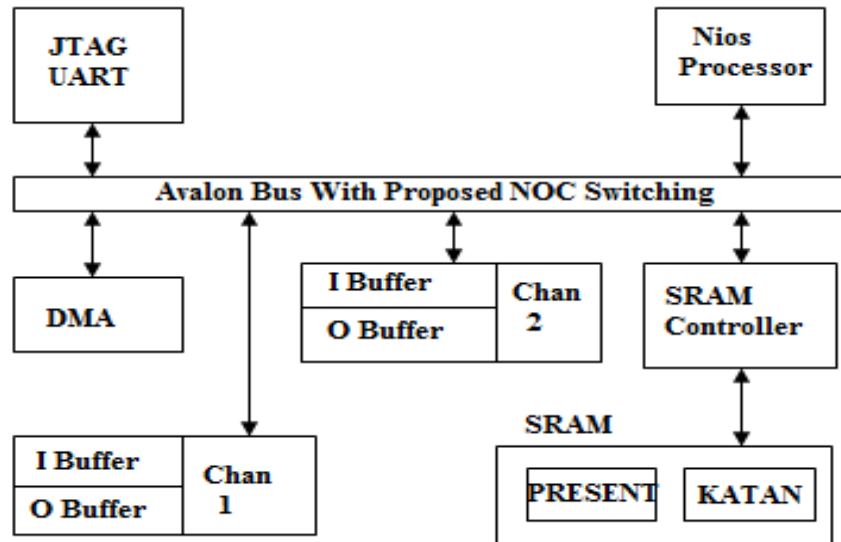 JTAG
UART
Nios
Processor
Avalon Bus With Proposed NOC Switching
DMA
I Buffer
O Buffer
Chan
2
SRAM
Controller
I Buffer
O Buffer
Chan
1
SRAM
PRESENT
KATAN